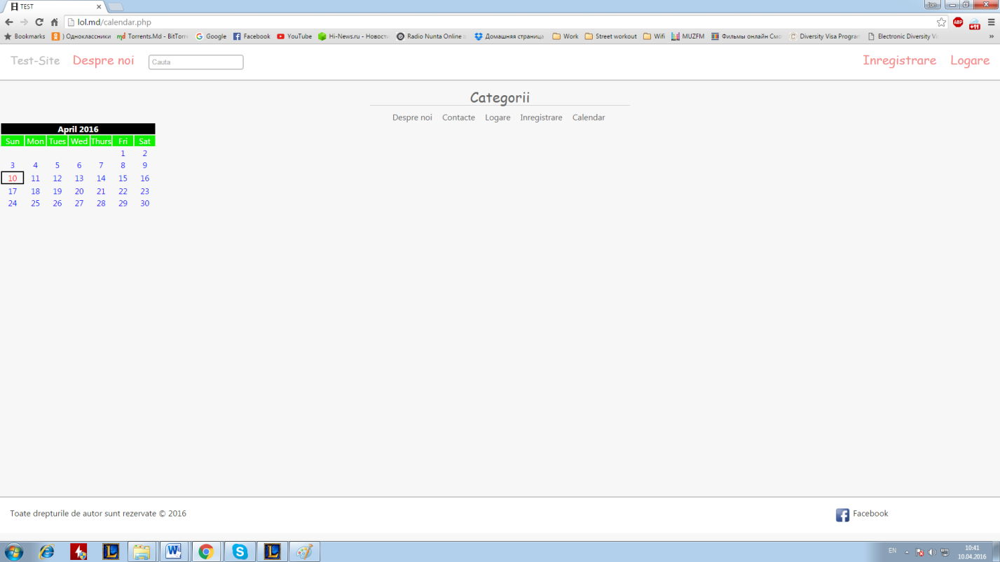 TEST
Ion
lol.md/calendar.php
ABP
+11
Bookmarks ) Одноклассники Torrents.Md - BitTorre Google Facebook YouTube Hi-News.ru - Новости Radio Nunta Online :: Домашняя страница Work Street workout Wifi MUZFM Фильмы онлайн Смо Diversity Visa Program Electronic Diversity Vi »
Test-Site Despre noi Cauta Inregistrare Logare
Categorii
Despre noi Contacte Logare Inregistrare Calendar
April 2016
Sun Mon Tues Wed Thurs Fri Sat
1 2
3 4 5 6 7 8 9
10 11 12 13 14 15 16
17 18 19 20 21 22 23
24 25 26 27 28 29 30
Toate drepturile de autor sunt rezervate © 2016 Facebook
EN 10:41
10.04.2016